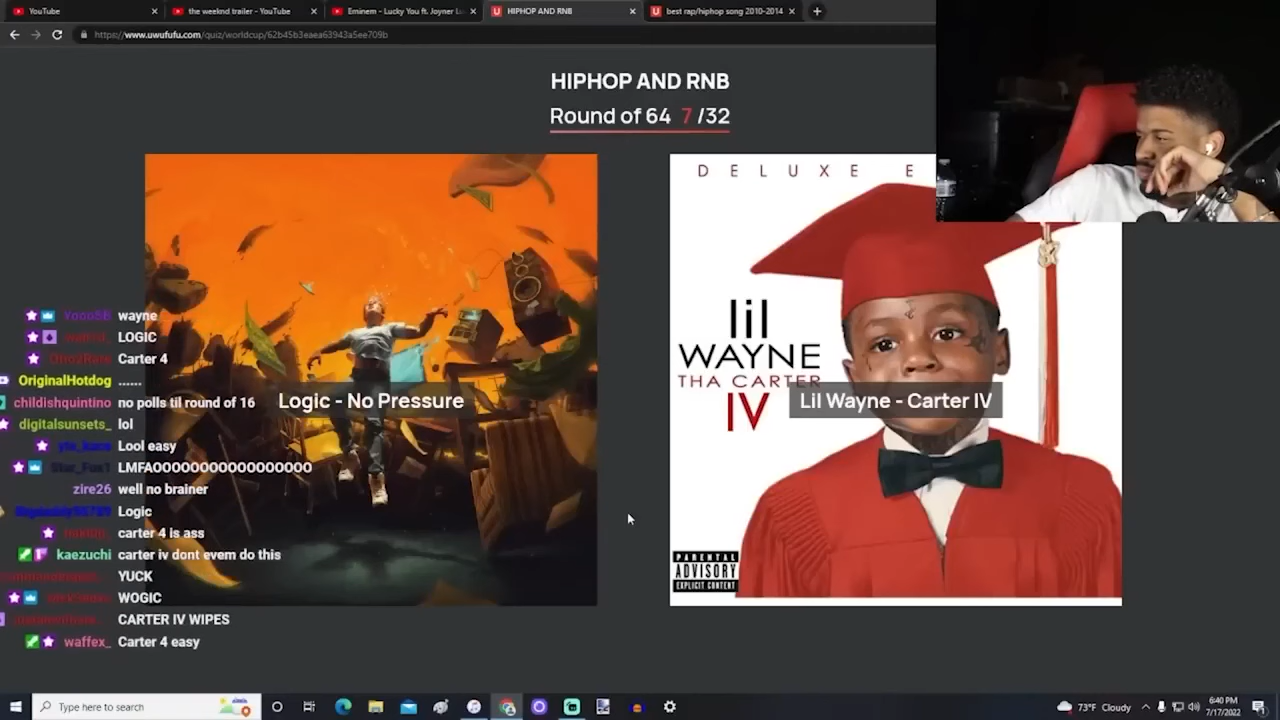 YouTube
the weeknd trailer - YouTube
Eminem - Lucky You ft. Joyner Lu
HIPHOP AND RNB
best rap/hiphop song 2010-2014
https://www.uwufufu.com/quiz/worldcup/62b45b3eaea63943a5ee709b
HIPHOP AND RNB
Round of 64 7 /32
DELUXE E
lil
WAYNE
THA CARTER
IV
PARENTAL
ADVISORY
EXPLICIT CONTENT
Logic - No Pressure
Lil Wayne - Carter IV
YoooSB wayne
LOGIC
Carter 4
OriginalHotdog ......
childishquintino no polls til round of 16
digitalsunsets_ lol
Lool easy
LMFAOOOOOOOOOOOOOOOOO
zire26 well no brainer
Logic
carter 4 is ass
kaezuchi carter iv dont evem do this
YUCK
WOGIC
CARTER IV WIPES
waffex_ Carter 4 easy
Type here to search
73°F Cloudy
6:40 PM
7/17/2022